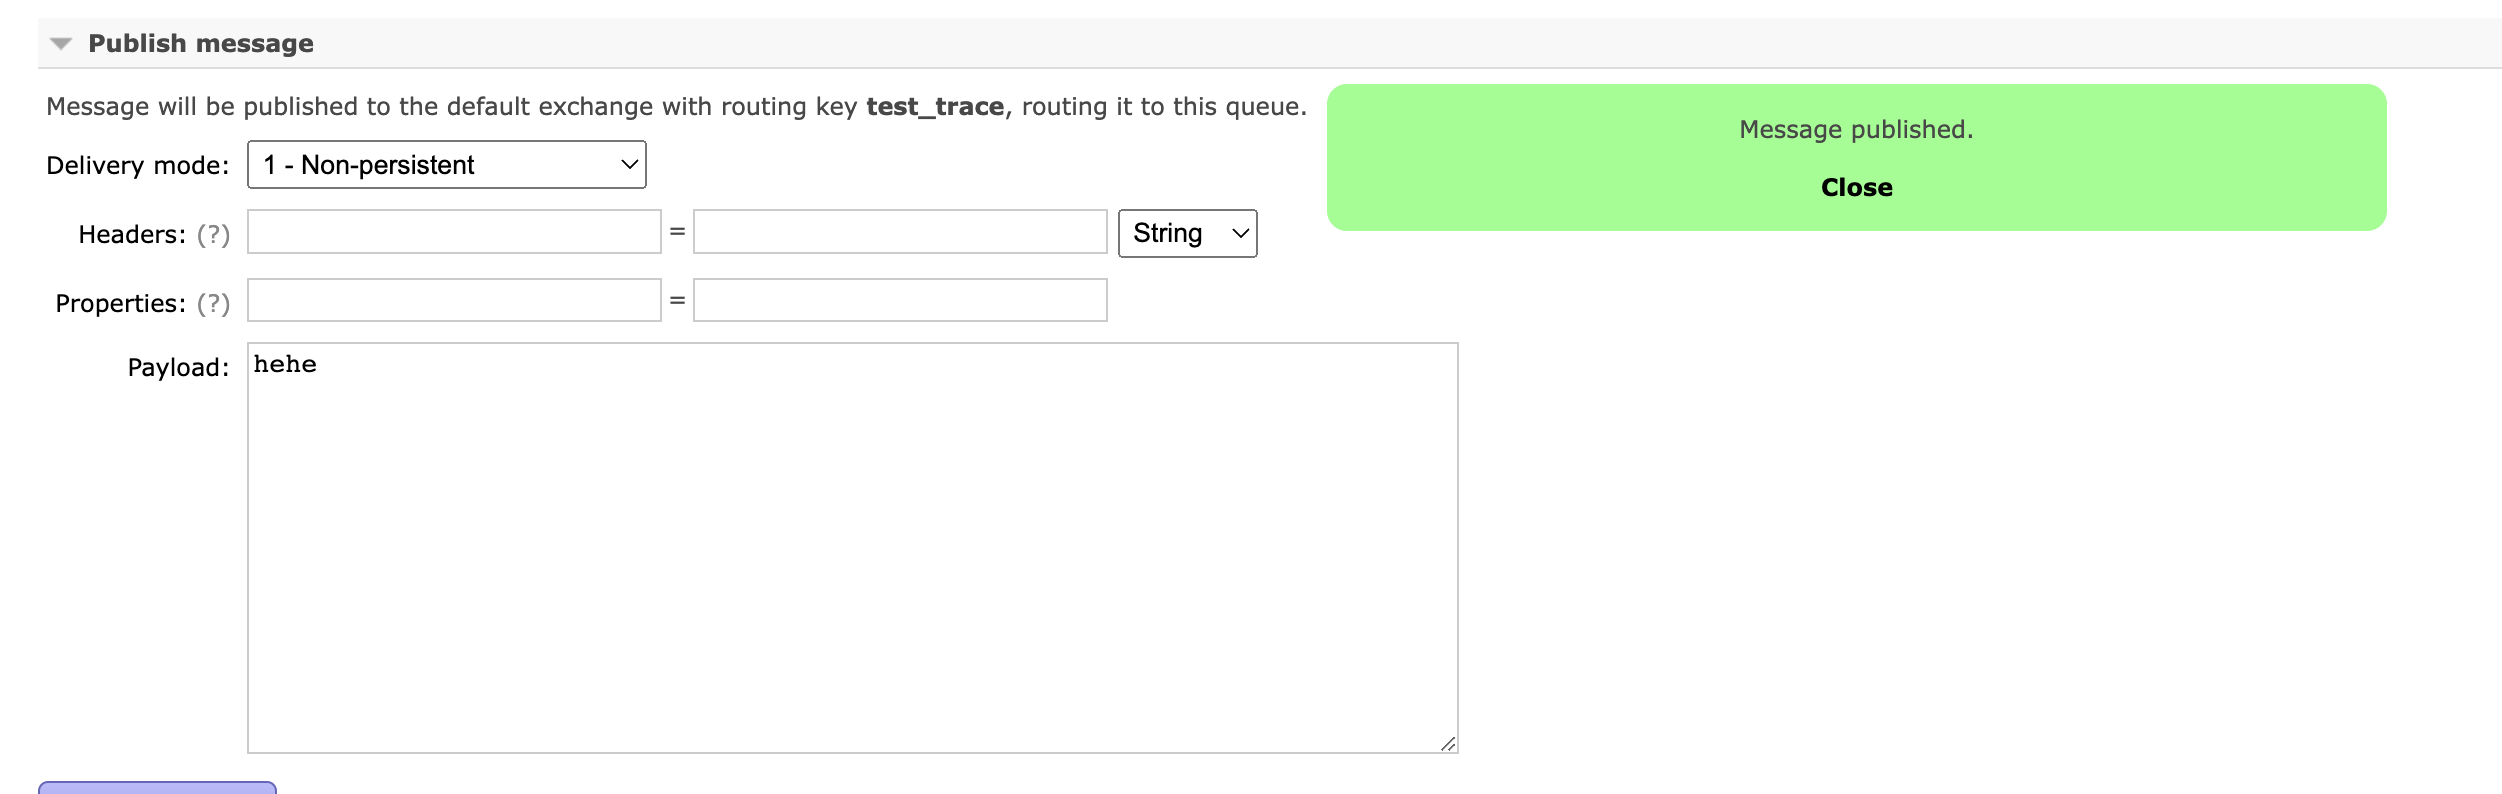 Publish message
Message will be published to the default exchange with routing key test_trace, routing it to this queue.
Message published.
Close
Delivery mode: 1 - Non-persistent
Headers: (?) = String
Properties: (?) =
Payload: hehe